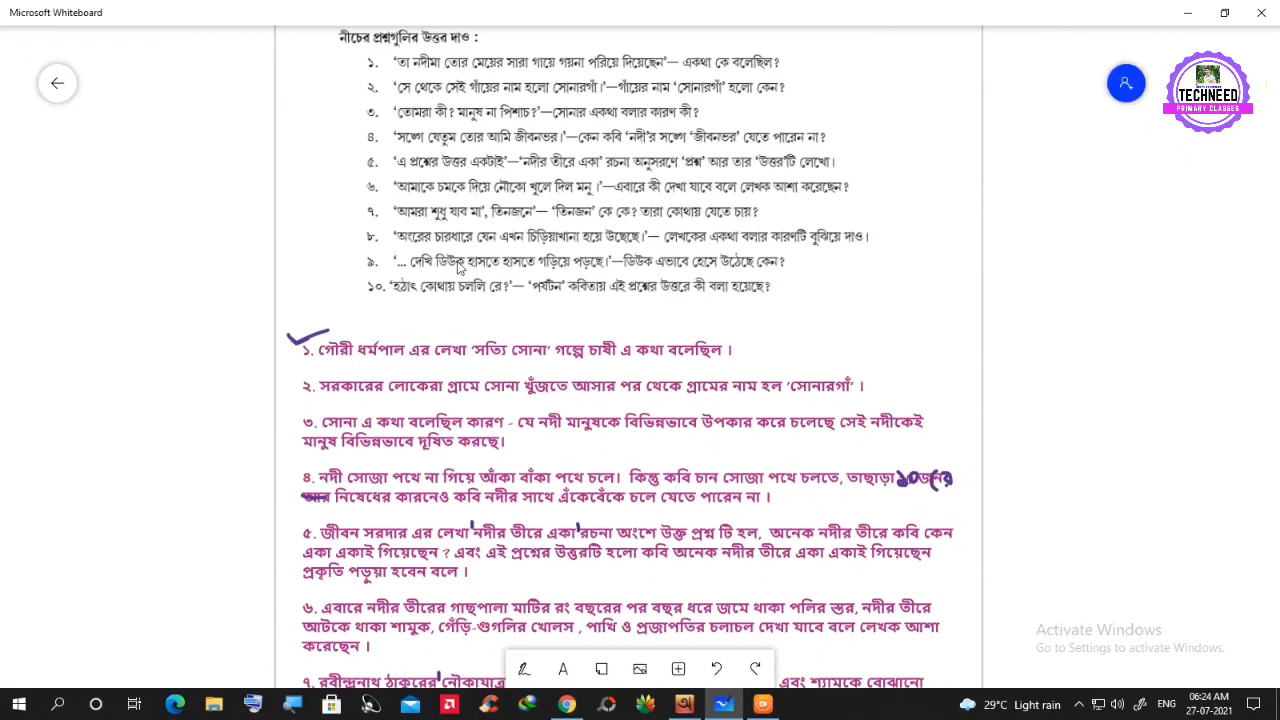 Microsoft Whiteboard
নীচের প্রশ্নগুলির উত্তর দাও :
১. ‘তা নদীমা তোর মেয়ের সারা গায়ে গয়না পরিয়ে দিয়েছেন’— একথা কে বলেছিল?
২. ‘সে থেকে সেই গাঁয়ের নাম হলো সোনারগাঁ।’—গাঁয়ের নাম ‘সোনারগাঁ’ হলো কেন?
৩. ‘তোমরা কী? মানুষ না পিশাচ?’—সোনার একথা বলার কারণ কী?
৪. ‘সঙ্গে যেতুম তোর আমি জীবনভর।’—কেন কবি ‘নদী’র সঙ্গে ‘জীবনভর’ যেতে পারেন না?
৫. ‘এ প্রশ্নের উত্তর একটাই’—‘নদীর তীরে একা’ রচনা অনুসরণে ‘প্রশ্ন’ আর তার ‘উত্তর’টি লেখো।
৬. ‘আমাকে চমকে দিয়ে নৌকো খুলে দিল মনু।’—এবারে কী দেখা যাবে বলে লেখক আশা করেছেন?
৭. ‘আমরা শুধু যাব মা’, তিনজনে’— ‘তিনজন’ কে কে? তারা কোথায় যেতে চায়?
৮. ‘অংরের চারধারে যেন এখন চিড়িয়াখানা হয়ে উছেছে।’— লেখকের একথা বলার কারণটি বুঝিয়ে দাও।
৯. ‘... দেখি ডিউক হাসতে হাসতে গড়িয়ে পড়ছে।’—ডিউক এভাবে হেসে উঠেছে কেন?
১০. ‘হঠাৎ কোথায় চললি রে?’— ‘পর্যটন’ কবিতায় এই প্রশ্নের উত্তরে কী বলা হয়েছে?
১. গৌরী ধর্মপাল এর লেখা ‘সত্যি সোনা’ গল্পে চাষী এ কথা বলেছিল ।
২. সরকারের লোকেরা গ্রামে সোনা খুঁজতে আসার পর থেকে গ্রামের নাম হল ‘সোনারগাঁ’ ।
৩. সোনা এ কথা বলেছিল কারণ - যে নদী মানুষকে বিভিন্নভাবে উপকার করে চলেছে সেই নদীকেই
মানুষ বিভিন্নভাবে দূষিত করছে।
৪. নদী সোজা পথে না গিয়ে আঁকা বাঁকা পথে চলে। কিন্তু কবি চান সোজা পথে চলতে, তাছাড়া
নিষেধের কারনেও কবি নদীর সাথে এঁকেবেঁকে চলে যেতে পারেন না ।
৫. জীবন সরদার এর লেখা 'নদীর তীরে একা' রচনা অংশে উক্ত প্রশ্ন টি হল, অনেক নদীর তীরে কবি কেন
একা একাই গিয়েছেন ? এবং এই প্রশ্নের উত্তরটি হলো কবি অনেক নদীর তীরে একা একাই গিয়েছেন
প্রকৃতি পড়ুয়া হবেন বলে ।
৬. এবারে নদীর তীরের গাছপালা মাটির রং বছরের পর বছর ধরে জমে থাকা পলির স্তর, নদীর তীরে
আটকে থাকা শামুক, গেঁড়ি-গুগলির খোলস , পাখি ও প্রজাপতির চলাচল দেখা যাবে বলে লেখক আশা
করেছেন ।
৭. রবীন্দ্রনাথ ঠাকুরের 'নৌকাযাত্র এবং শ্যামকে বোঝানো
TECHNEED
PRIMARY CLASSES
Activate Windows
Go to Settings to activate Windows.
29°C Light rain
ENG
06:24 AM
27-07-2021